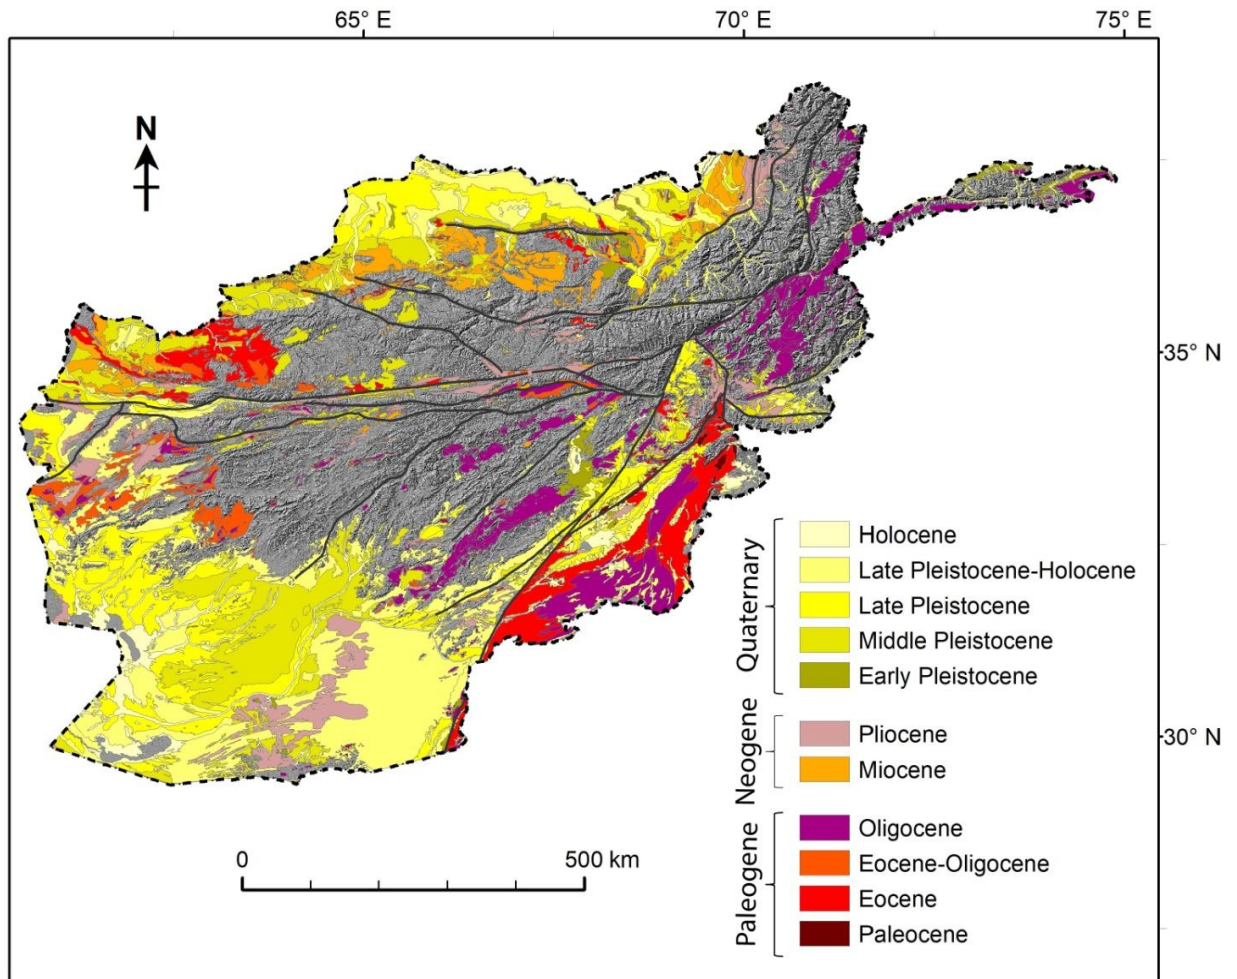 65° E 70° E 75° E
N
35° N
Quaternary
Holocene
Late Pleistocene-Holocene
Late Pleistocene
Middle Pleistocene
Early Pleistocene
30° N
Neogene
Pliocene
Miocene
Paleogene
Oligocene
Eocene-Oligocene
Eocene
Paleocene
0 500 km